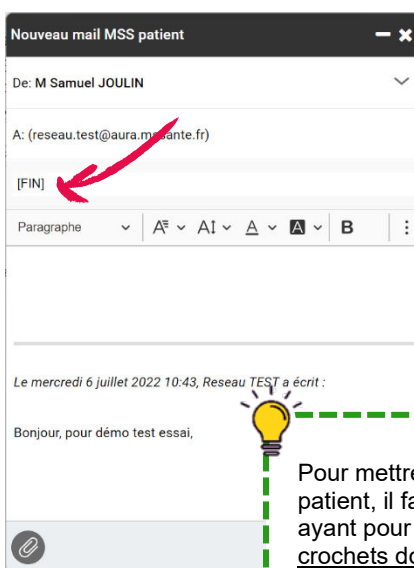 Nouveau mail MSS patient
De: M Samuel JOULIN
A: (reseau.test@aura.mssante.fr)
[FIN]
Paragraphe
B
Le mercredi 6 juillet 2022 10:43, Reseau TEST a écrit :
Bonjour, pour démo test essai,
Pour mettre
patient, il fa
ayant pour
crochets do